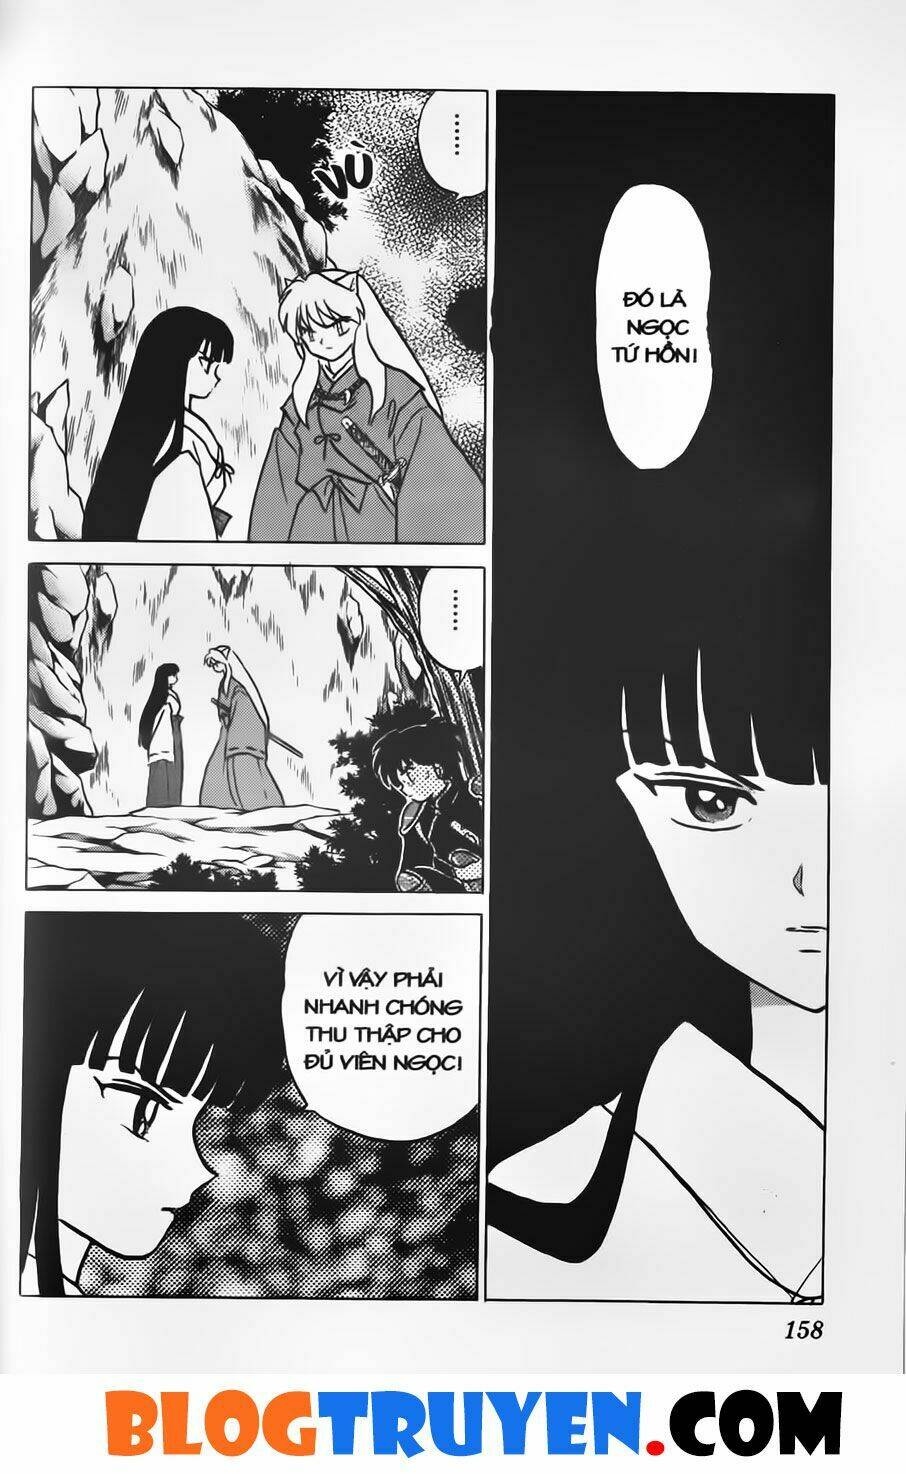 ĐÓ LÀ
NGỌC
TỨ HỒN!
.......
VÙ
.......
VÌ VẬY PHẢI
NHANH CHÓNG
THU THẬP CHO
ĐỦ VIÊN NGỌC!
158
BLOGTRUYEN.COM